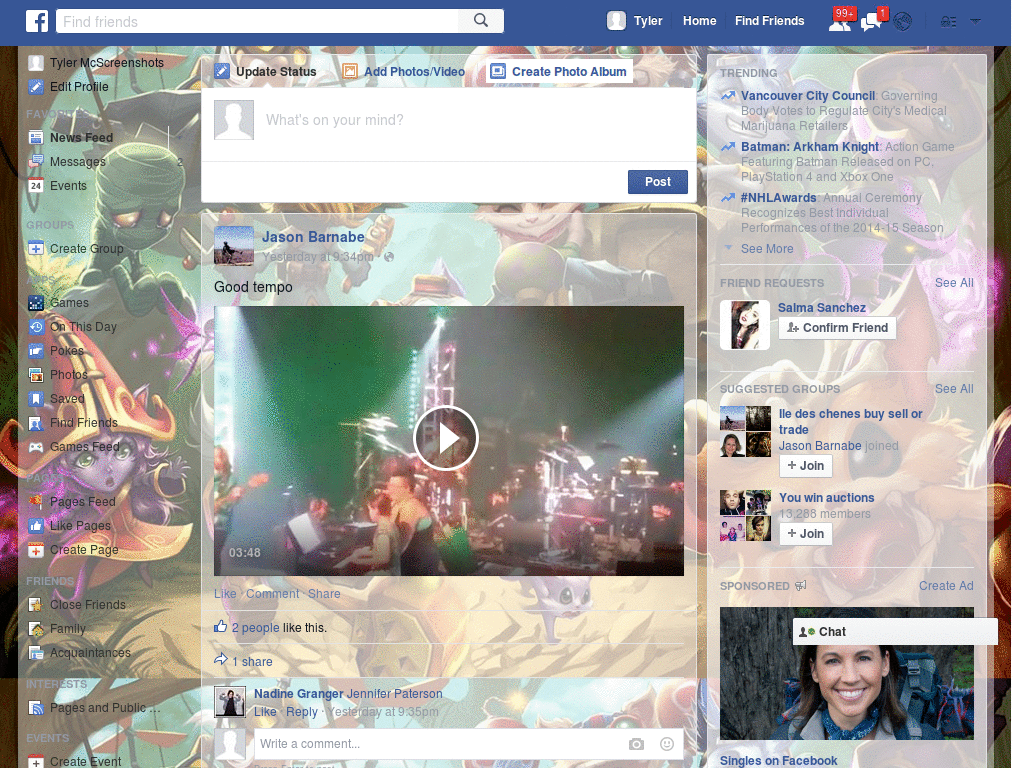 f
Find friends
Tyler
Home
Find Friends
99+
1
Tyler McScreenshots
Edit Profile
FAVORITES
News Feed
Messages
2
24
Events
GROUPS
Create Group
APPS
Games
On This Day
Pokes
Photos
Saved
Find Friends
Games Feed
Pages Feed
Like Pages
Create Page
FRIENDS
Close Friends
Family
Acquaintances
INTERESTS
Pages and Public ...
EVENTS
Create Event
Update Status
Add Photos/Video
Create Photo Album
What's on your mind?
Post
Jason Barnabe
Yesterday at 9:34pm ·
Good tempo
03:48
Like · Comment · Share
2 people like this.
1 share
Nadine Granger Jennifer Paterson
Like · Reply · Yesterday at 9:35pm
Write a comment...
TRENDING
Vancouver City Council: Governing
Body Votes to Regulate City's Medical
Marijuana Retailers
Batman: Arkham Knight: Action Game
Featuring Batman Released on PC,
PlayStation 4 and Xbox One
#NHLAwards: Annual Ceremony
Recognizes Best Individual
Performances of the 2014-15 Season
See More
FRIEND REQUESTS
See All
Salma Sanchez
Confirm Friend
SUGGESTED GROUPS
See All
Ile des chenes buy sell or
trade
Jason Barnabe joined
+ Join
You win auctions
13,288 members
+ Join
SPONSORED
Create Ad
Chat
Singles on Facebook